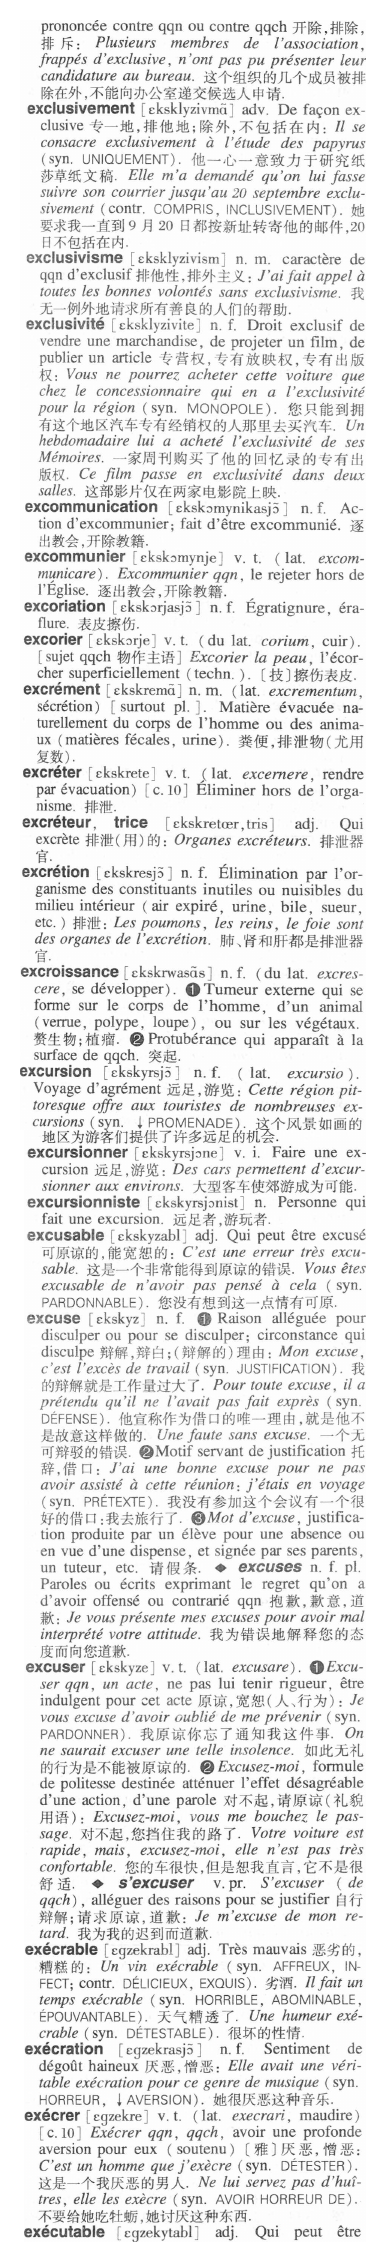 prononcée contre qqn ou contre qqch 开除,排除,
排斥: Plusieurs membres de l'association,
frappés d'exclusive, n'ont pas pu présenter leur
candidature au bureau. 这个组织的几个成员被排
除在外,不能向办公室递交候选人申请.
exclusivement [ɛksklyzivmɑ̃] adv. De façon ex-
clusive 专一地,排他地;除外,不包括在内: Il se
consacre exclusivement à l'étude des papyrus
(syn. UNIQUEMENT). 他一心一意致力于研究纸
莎草纸文稿. Elle m'a demandé qu'on lui fasse
suivre son courrier jusqu'au 20 septembre exclu-
sivement (contr. COMPRIS, INCLUSIVEMENT). 她
要求我一直到9月20日都按新址转寄他的邮件,20
日不包括在内.
exclusivisme [ɛksklyzivism] n. m. caractère de
qqn d'exclusif 排他性,排外主义: J'ai fait appel à
toutes les bonnes volontés sans exclusivisme. 我
无一例外地请求所有善良的人们的帮助.
exclusivité [ɛksklyzivite] n. f. Droit exclusif de
vendre une marchandise, de projeter un film, de
publier un article 专营权,专有放映权,专有出版
权: Vous ne pourrez acheter cette voiture que
chez le concessionnaire qui en a l'exclusivité
pour la région (syn. MONOPOLE). 您只能到拥
有这个地区汽车专有经销权的人那里去买汽车. Un
hebdomadaire lui a acheté l'exclusivité de ses
Mémoires. 一家周刊购买了他的回忆录的专有出
版权. Ce film passe en exclusivité dans deux
salles. 这部影片仅在两家电影院上映.
excommunication [ɛkskɔmynikasjɔ̃] n. f. Ac-
tion d'excommunier; fait d'être excommunié. 逐
出教会,开除教籍.
excommunier [ɛkskɔmynje] v. t. (lat. excom-
municare). Excommunier qqn, le rejeter hors de
l'Église. 逐出教会,开除教籍.
excoriation [ɛkskɔrjasjɔ̃] n. f. Égratignure, éra-
flure. 表皮擦伤.
excorier [ɛkskɔrje] v. t. (du lat. corium, cuir).
[sujet qqch 物作主语] Excorier la peau, l'écor-
cher superficiellement (techn.). [技]擦伤表皮.
excrément [ɛkskremɑ̃] n. m. (lat. excrementum,
sécrétion) [surtout pl.]. Matière évacuée na-
turellement du corps de l'homme ou des anima-
ux (matières fécales, urine). 粪便,排泄物(尤用
复数).
excréter [ɛkskrete] v. t. (lat. excernere, rendre
par évacuation) [c. 10] Éliminer hors de l'orga-
nisme. 排泄.
excréteur, trice [ɛkskretœr,tris] adj. Qui
excrète 排泄(用)的: Organes excréteurs. 排泄器
官.
excrétion [ɛkskresjɔ̃] n. f. Élimination par l'or-
ganisme des constituants inutiles ou nuisibles du
milieu intérieur (air expiré, urine, bile, sueur,
etc.) 排泄: Les poumons, les reins, le foie sont
des organes de l'excrétion. 肺、肾和肝都是排泄器
官.
excroissance [ɛkskrwasɑ̃s] n. f. (du lat. excres-
cere, se développer). ❶ Tumeur externe qui se
forme sur le corps de l'homme, d'un animal
(verrue, polype, loupe), ou sur les végétaux.
赘生物;植瘤. ❷ Protubérance qui apparaît à la
surface de qqch. 突起.
excursion [ɛkskyrsjɔ̃] n. f. (lat. excursio).
Voyage d'agrément 远足,游览: Cette région pit-
toresque offre aux touristes de nombreuses ex-
cursions (syn. ↓ PROMENADE). 这个风景如画的
地区为游客们提供了许多远足的机会.
excursionner [ɛkskyrsjɔne] v. i. Faire une ex-
cursion 远足,游览: Des cars permettent d'excur-
sionner aux environs. 大型客车使郊游成为可能.
excursionniste [ɛkskyrsjɔnist] n. Personne qui
fait une excursion. 远足者,游玩者.
excusable [ɛkskyzabl] adj. Qui peut être excusé
可原谅的,能宽恕的: C'est une erreur très excu-
sable. 这是一个非常能得到原谅的错误. Vous êtes
excusable de n'avoir pas pensé à cela (syn.
PARDONNABLE). 您没有想到这一点情有可原.
excuse [ɛkskyz] n. f. ❶ Raison alléguée pour
disculper ou pour se disculper; circonstance qui
disculpe 辩解,辩白;(辩解的)理由: Mon excuse,
c'est l'excès de travail (syn. JUSTIFICATION). 我
的辩解就是工作量过大了. Pour toute excuse, il a
prétendu qu'il ne l'avait pas fait exprès (syn.
DÉFENSE). 他宣称作为借口的唯一理由,就是他不
是故意这样做的. Une faute sans excuse. 一个无
可辩驳的错误. ❷Motif servant de justification 托
辞,借口: J'ai une bonne excuse pour ne pas
avoir assisté à cette réunion: j'étais en voyage
(syn. PRÉTEXTE). 我没有参加这个会议有一个很
好的借口:我去旅行了. ❸Mot d'excuse, justifica-
tion produite par un élève pour une absence ou
en vue d'une dispense, et signée par ses parents,
un tuteur, etc. 请假条. ◆ excuses n. f. pl.
Paroles ou écrits exprimant le regret qu'on a
d'avoir offensé ou contrarié qqn 抱歉,歉意,道
歉: Je vous présente mes excuses pour avoir mal
interprété votre attitude. 我为错误地解释您的态
度而向您道歉.
excuser [ɛkskyze] v. t. (lat. excusare). ❶Excu-
ser qqn, un acte, ne pas lui tenir rigueur, être
indulgent pour cet acte 原谅,宽恕(人、行为): Je
vous excuse d'avoir oublié de me prévenir (syn.
PARDONNER). 我原谅你忘了通知我这件事. On
ne saurait excuser une telle insolence. 如此无礼
的行为是不能被原谅的. ❷ Excusez-moi, formule
de politesse destinée atténuer l'effet désagréable
d'une action, d'une parole 对不起,请原谅(礼貌
用语): Excusez-moi, vous me bouchez le pas-
sage. 对不起,您挡住我的路了. Votre voiture est
rapide, mais, excusez-moi, elle n'est pas très
confortable. 您的车很快,但是恕我直言,它不是很
舒适. ◆ s'excuser v. pr. S'excuser (de
qqch), alléguer des raisons pour se justifier 自行
辩解;请求原谅,道歉: Je m'excuse de mon re-
tard. 我为我的迟到而道歉.
exécrable [ɛgzekrabl] adj. Très mauvais 恶劣的,
糟糕的: Un vin exécrable (syn. AFFREUX, IN-
FECT; contr. DÉLICIEUX, EXQUIS). 劣酒. Il fait un
temps exécrable (syn. HORRIBLE, ABOMINABLE,
ÉPOUVANTABLE). 天气糟透了. Une humeur exé-
crable (syn. DÉTESTABLE). 很坏的性情.
exécration [ɛgzekrasjɔ̃] n. f. Sentiment de
dégoût haineux 厌恶,憎恶: Elle avait une véri-
table exécration pour ce genre de musique (syn.
HORREUR, ↓ AVERSION). 她很厌恶这种音乐.
exécrer [ɛgzekre] v. t. (lat. execrari, maudire)
[c. 10] Exécrer qqn, qqch, avoir une profonde
aversion pour eux (soutenu) [雅]厌恶,憎恶:
C'est un homme que j'exècre (syn. DÉTESTER).
这是一个我厌恶的男人. Ne lui servez pas d'huî-
tres, elle les exècre (syn. AVOIR HORREUR DE).
不要给她吃牡蛎,她讨厌这种东西.
exécutable [ɛgzekytabl] adj. Qui peut être